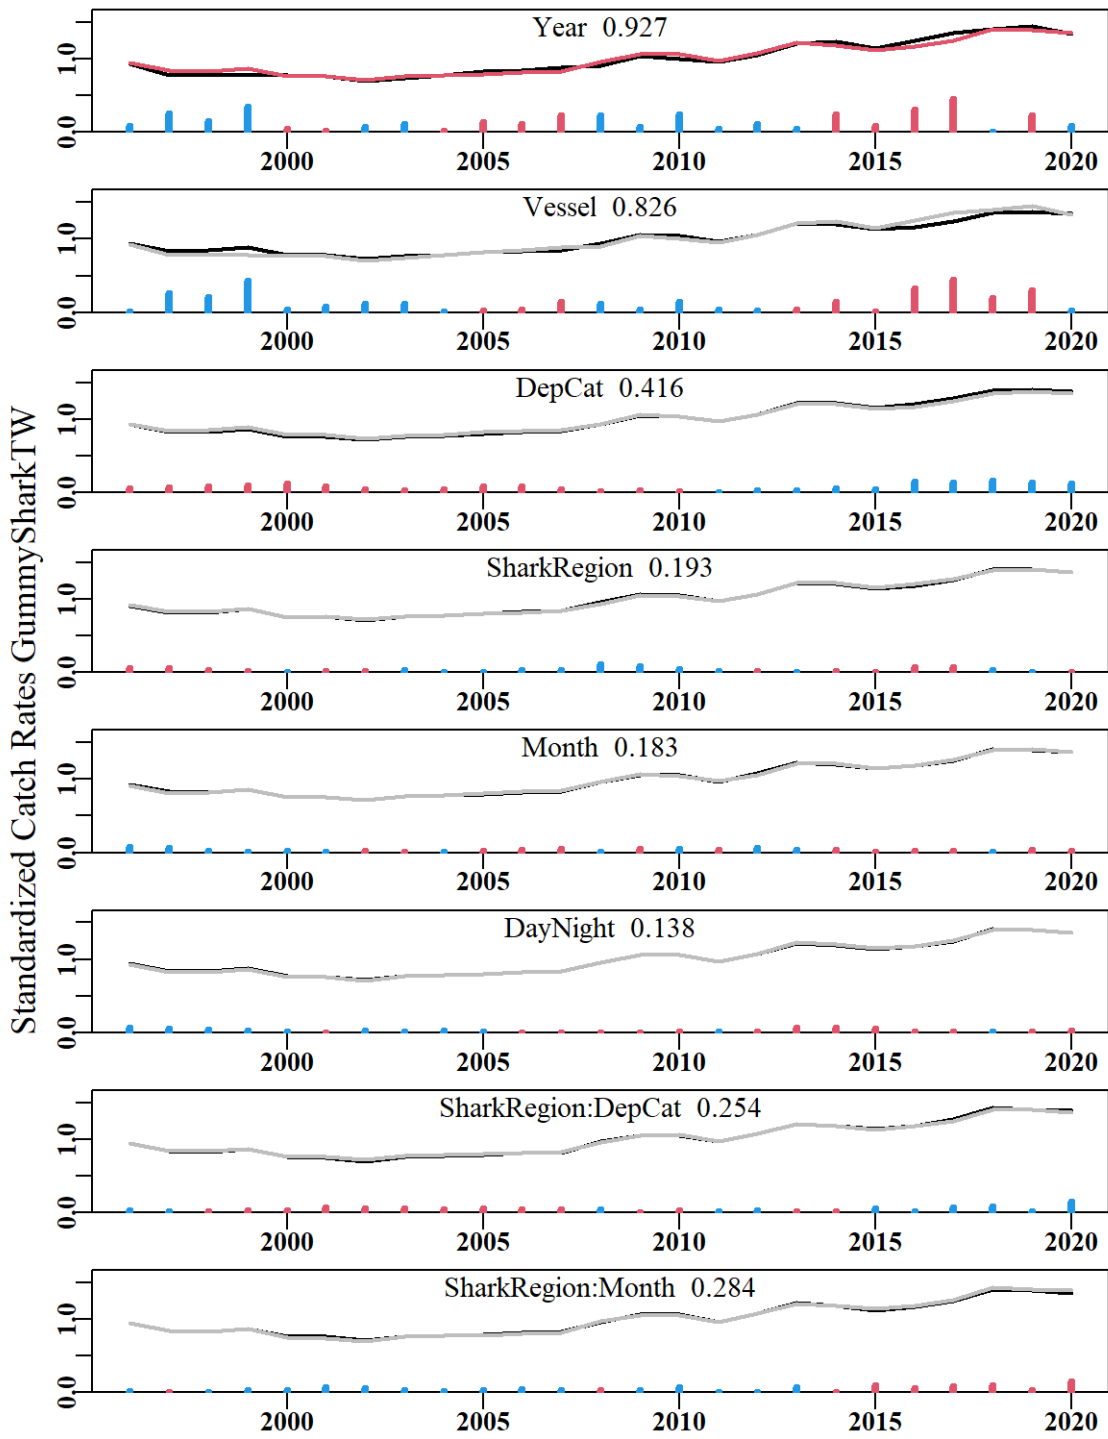 Standardized Catch Rates GummySharkTW
Year 0.927
1.0
0.0
2000 2005 2010 2015 2020
Vessel 0.826
1.0
0.0
2000 2005 2010 2015 2020
DepCat 0.416
1.0
0.0
2000 2005 2010 2015 2020
SharkRegion 0.193
1.0
0.0
2000 2005 2010 2015 2020
Month 0.183
1.0
0.0
2000 2005 2010 2015 2020
DayNight 0.138
1.0
0.0
2000 2005 2010 2015 2020
SharkRegion:DepCat 0.254
1.0
0.0
2000 2005 2010 2015 2020
SharkRegion:Month 0.284
1.0
0.0
2000 2005 2010 2015 2020